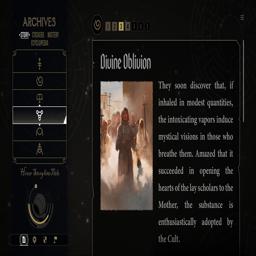 ARCHIVES
STORY
MASTERY
Divine Oblivion
They soon discover that, if
inhaled in modest quantities,
the intoxicating vapors induce
mystical visions in those who
breathe them. Amazed that it
succeeded in opening the
hearts of the lay scholars to the
Mother, the substance is
enthusiastically adopted by
the Cult.